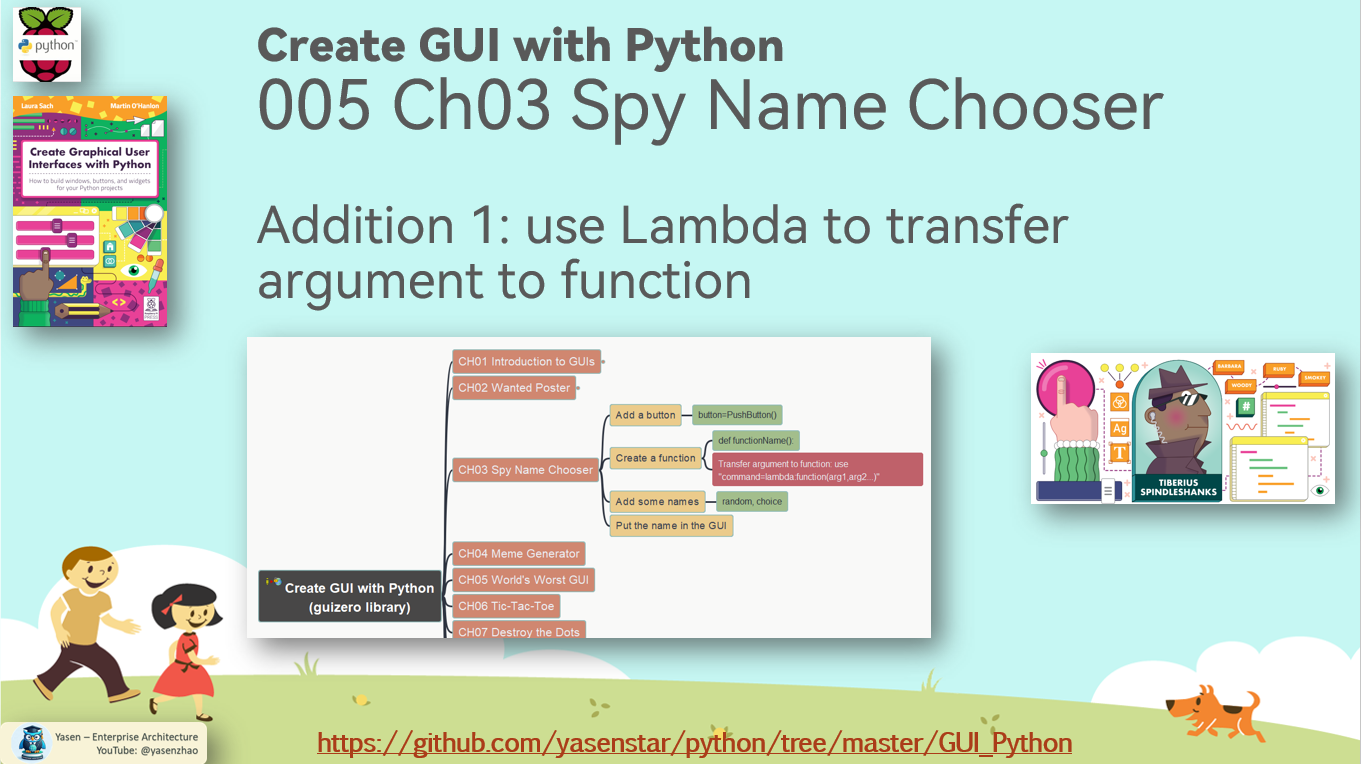 python™
Create GUI with Python
005 Ch03 Spy Name Chooser
Laura Sach
Martin O'Hanlon
Create Graphical User
Interfaces with Python
How to build windows, buttons, and widgets
for your Python projects
Addition 1: use Lambda to transfer
argument to function
CH01 Introduction to GUIs
CH02 Wanted Poster
Add a button
button=PushButton()
def functionName():
Create a function
Transfer argument to function: use
"command=lambda:function(arg1,arg2...)"
CH03 Spy Name Chooser
Add some names
random, choice
Put the name in the GUI
CH04 Meme Generator
Create GUI with Python
(guizero library)
CH05 World's Worst GUI
CH06 Tic-Tac-Toe
CH07 Destroy the Dots
BARBARA
RUBY
SMOKEY
WOODY
#
Ag
T
TIBERIUS
SPINDLESHANKS
Yasen – Enterprise Architecture
YouTube: @yasenzhao
https://github.com/yasenstar/python/tree/master/GUI_Python